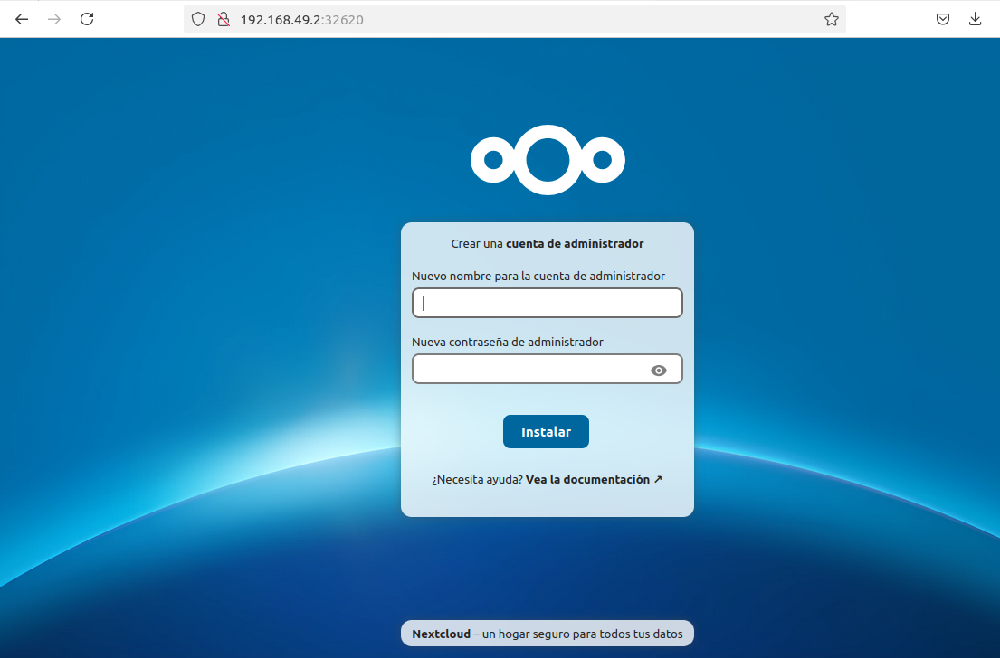 192.168.49.2:32620
Crear una cuenta de administrador
Nuevo nombre para la cuenta de administrador
Nueva contraseña de administrador
Instalar
¿Necesita ayuda? Vea la documentación ↗
Nextcloud – un hogar seguro para todos tus datos